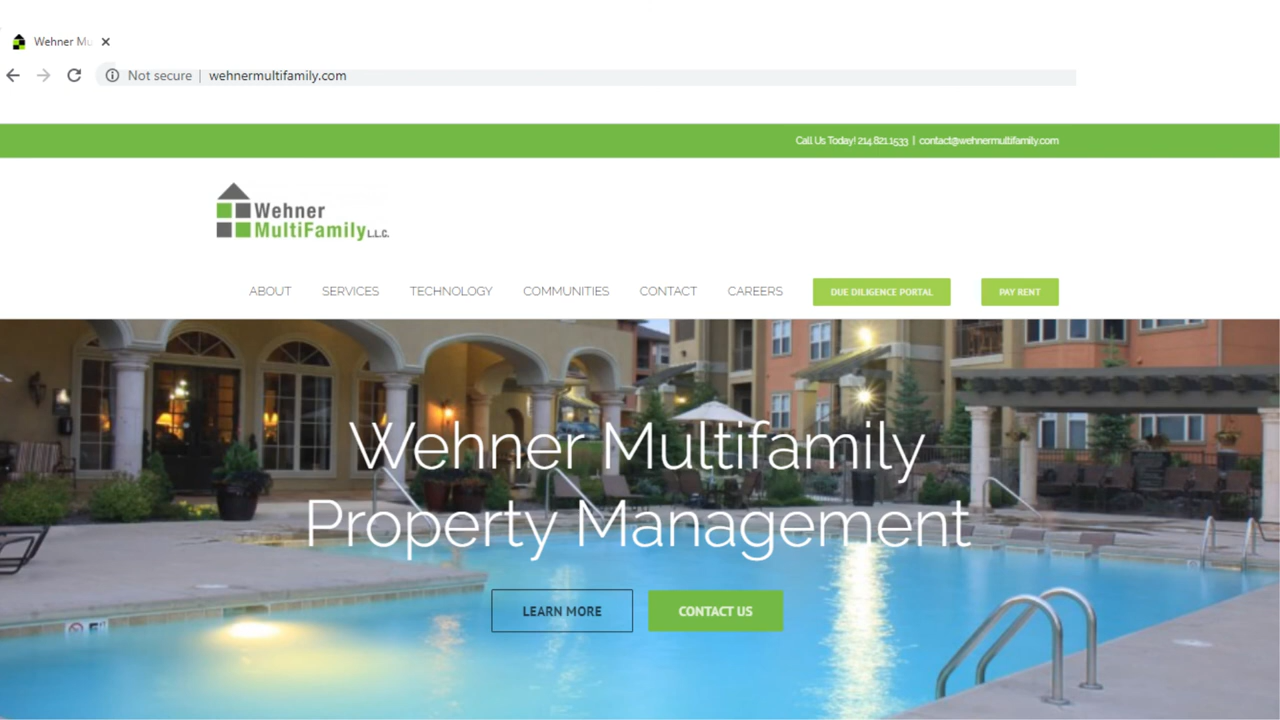 Wehner Mu
Not secure | wehnermultifamily.com
Call Us Today! 214.821.1533 | contact@wehnermultifamily.com
Wehner
MultiFamily L.L.C.
ABOUT SERVICES TECHNOLOGY COMMUNITIES CONTACT CAREERS DUE DILIGENCE PORTAL PAY RENT
Wehner Multifamily
Property Management
LEARN MORE CONTACT US